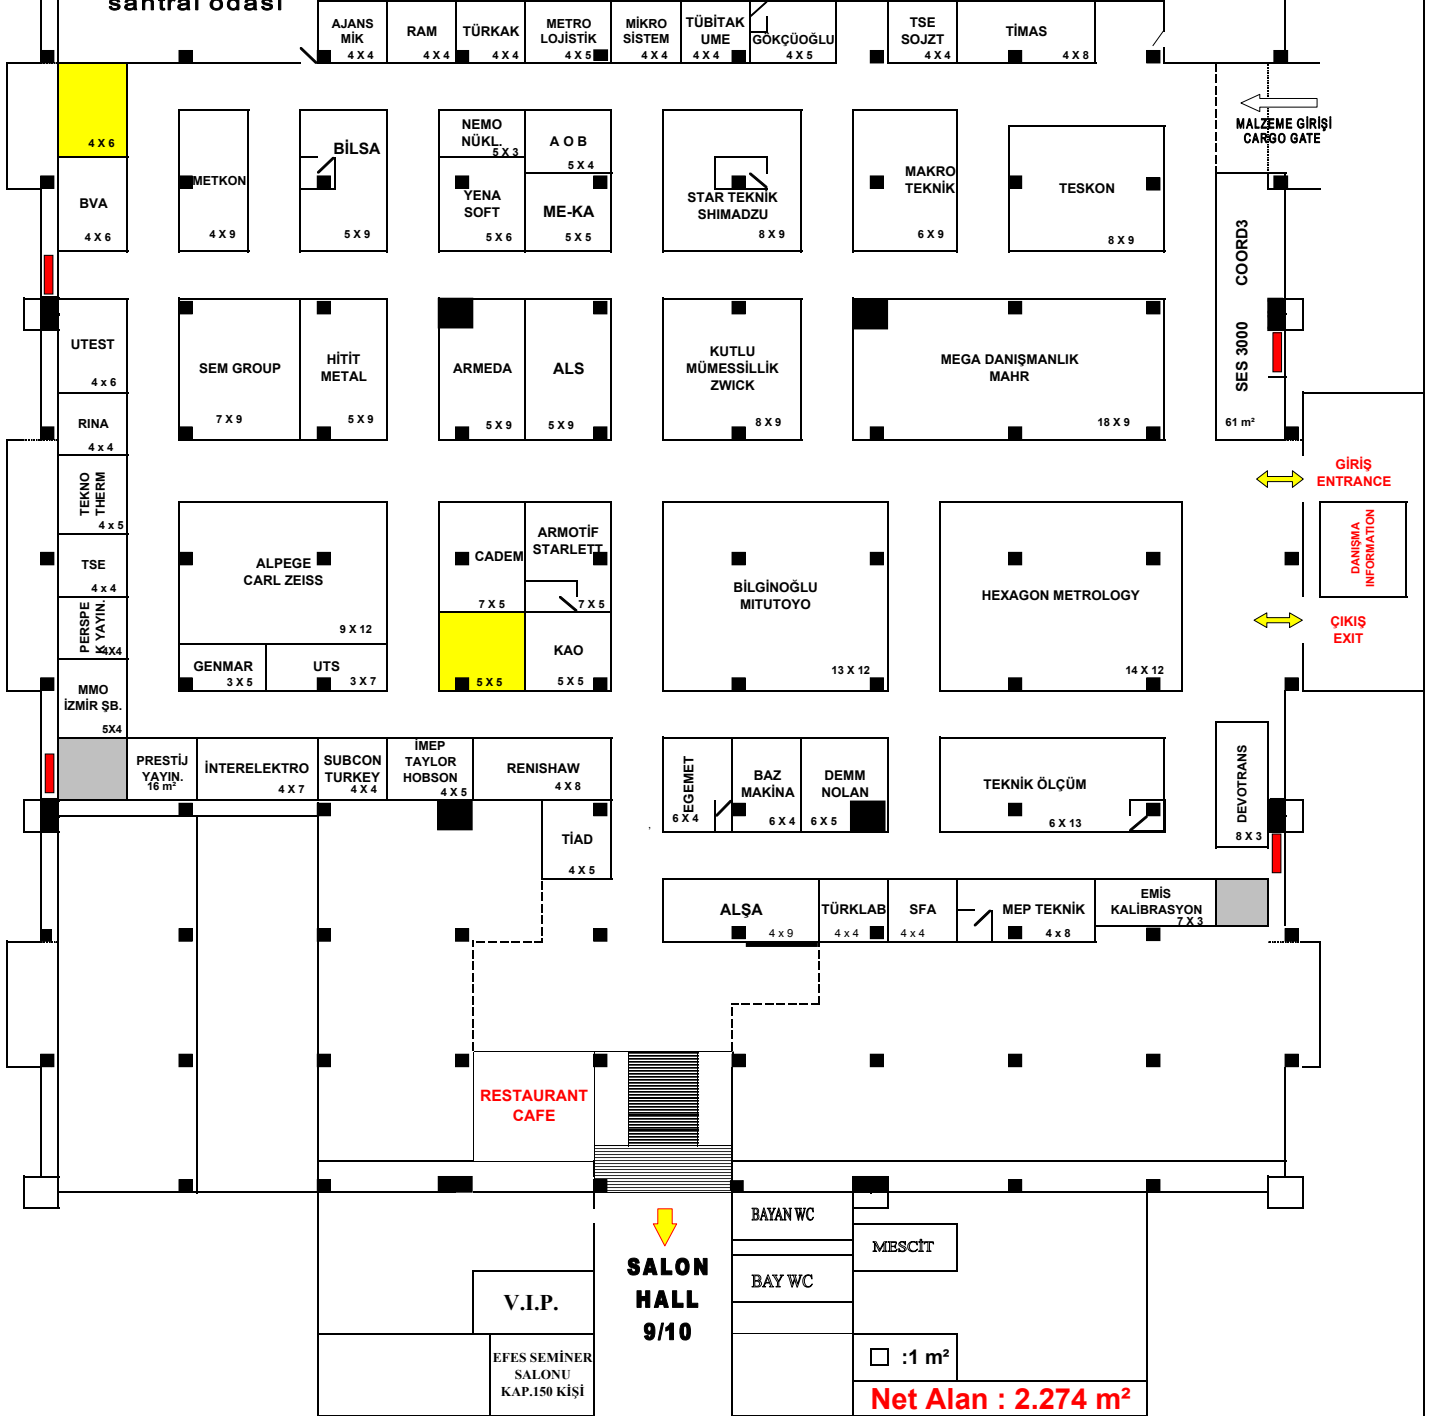 santral odası
AJANS
MİK
4 X 4
RAM
4 X 4
TÜRKAK
4 X 4
METRO
LOJİSTİK
4 X 5
MİKRO
SİSTEM
4 X 4
TÜBİTAK
UME
4 X 4
GÖKÇÜOĞLU
4 X 5
TSE
SOJZT
4 X 4
TİMAS
4 X 8
MALZEME GİRİŞİ
CARGO GATE
4 X 6
BVA
4 X 6
METKON
4 X 9
BİLSA
5 X 9
NEMO
NÜKL.
5 X 3
A O B
5 X 4
YENA
SOFT
5 X 6
ME-KA
5 X 5
STAR TEKNİK
SHIMADZU
8 X 9
MAKRO
TEKNİK
6 X 9
TESKON
8 X 9
SES 3000 COORD3
61 m²
UTEST
4 x 6
RINA
4 x 4
SEM GROUP
7 X 9
HİTİT
METAL
5 X 9
ARMEDA
5 X 9
ALS
5 X 9
KUTLU
MÜMESSİLLİK
ZWICK
8 X 9
MEGA DANIŞMANLIK
MAHR
18 X 9
GİRİŞ
ENTRANCE
TEKNO
THERM
4 x 5
TSE
4 x 4
PERSPE
K YAYIN.
4X4
MMO
İZMİR ŞB.
5X4
ALPEGE
CARL ZEISS
9 X 12
GENMAR
3 X 5
UTS
3 X 7
CADEM
7 X 5
ARMOTİF
STARLETT
7 X 5
5 X 5
KAO
5 X 5
BİLGİNOĞLU
MITUTOYO
13 X 12
HEXAGON METROLOGY
14 X 12
DANIŞMA
INFORMATION
ÇIKIŞ
EXIT
PRESTİJ
YAYIN.
16 m²
İNTERELEKTRO
4 X 7
SUBCON
TURKEY
4 X 4
İMEP
TAYLOR
HOBSON
4 X 5
RENISHAW
4 X 8
EGEMET
6 X 4
BAZ
MAKİNA
6 X 4
DEMM
NOLAN
6 X 5
TEKNİK ÖLÇÜM
6 X 13
DEVOTRANS
8 X 3
TİAD
4 X 5
ALŞA
4 x 9
TÜRKLAB
4 x 4
SFA
4 x 4
MEP TEKNİK
4 x 8
EMİS
KALİBRASYON
7 X 3
RESTAURANT
CAFE
SALON
HALL
9/10
BAYAN WC
MESCİT
BAY WC
V.I.P.
EFES SEMİNER
SALONU
KAP.150 KİŞİ
:1 m²
Net Alan : 2.274 m²